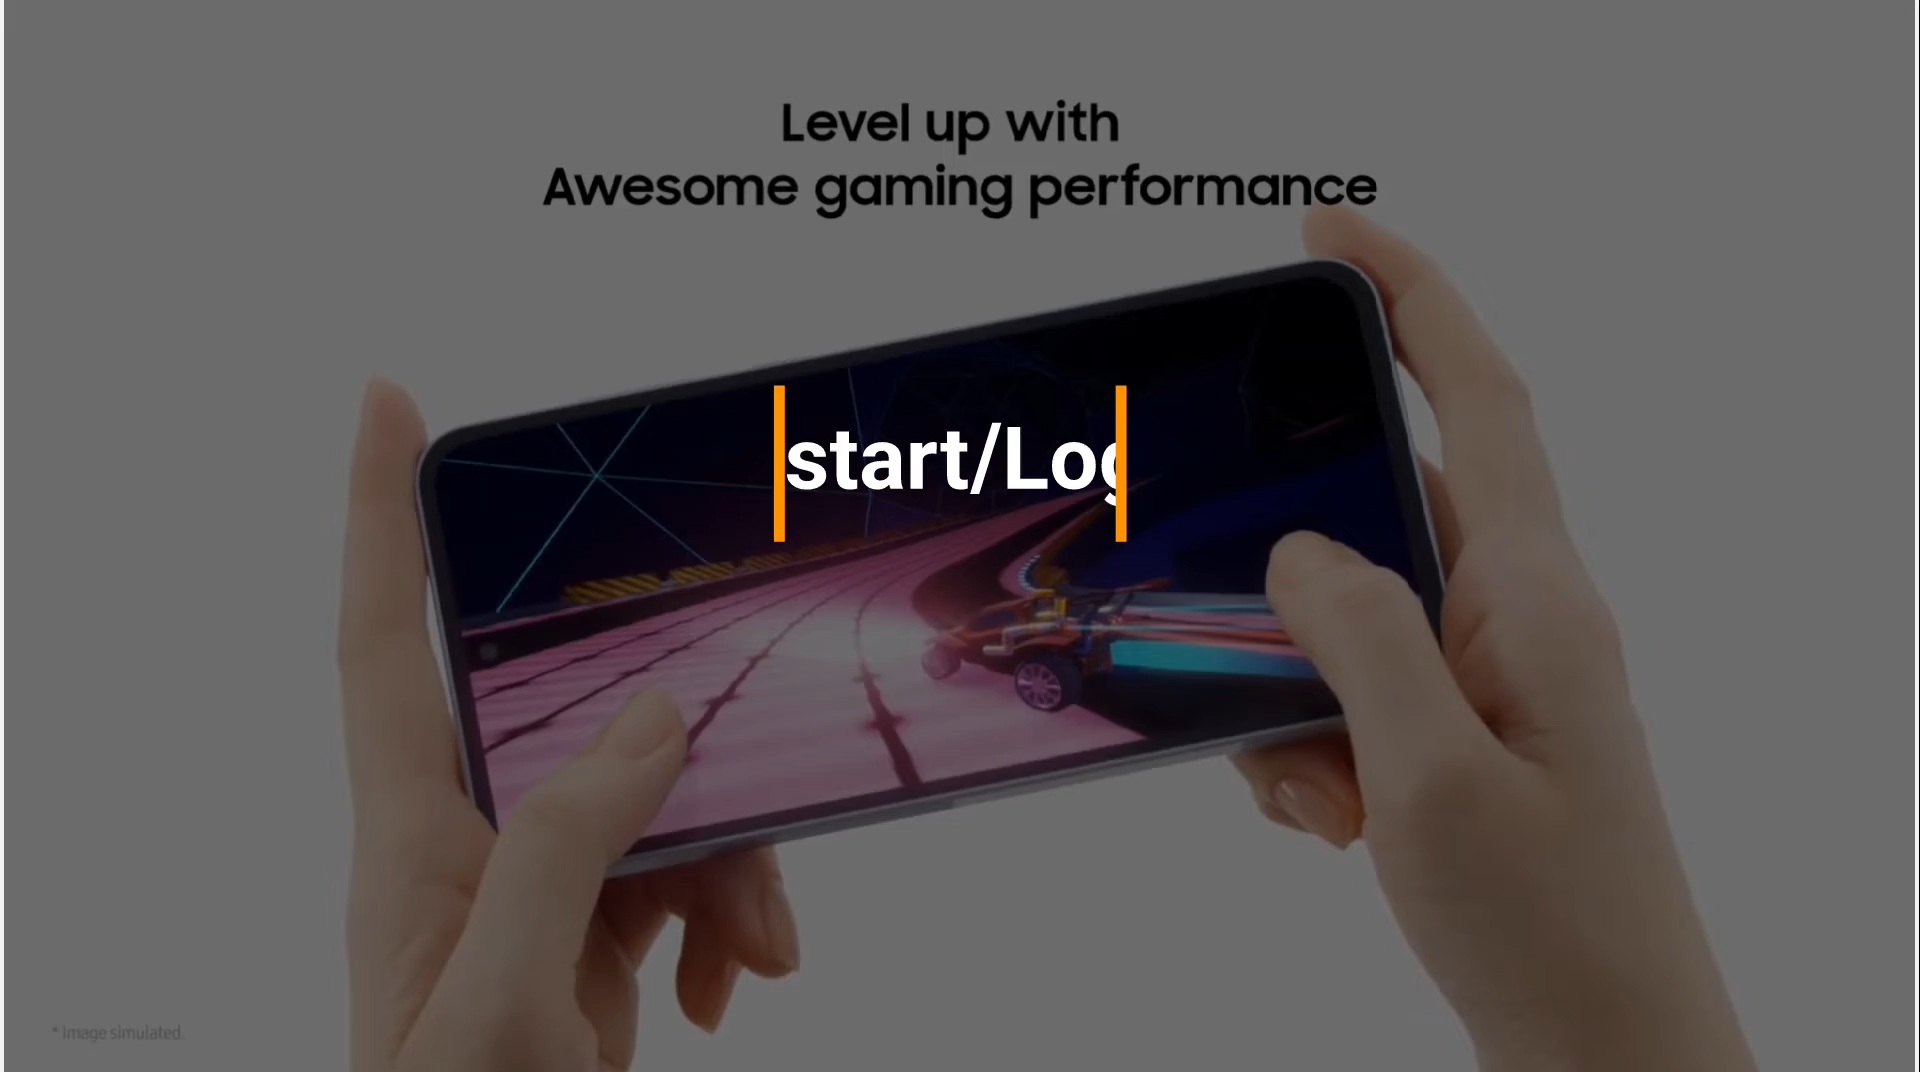 Level up with
Awesome gaming performance
start/Log
* Image simulated.